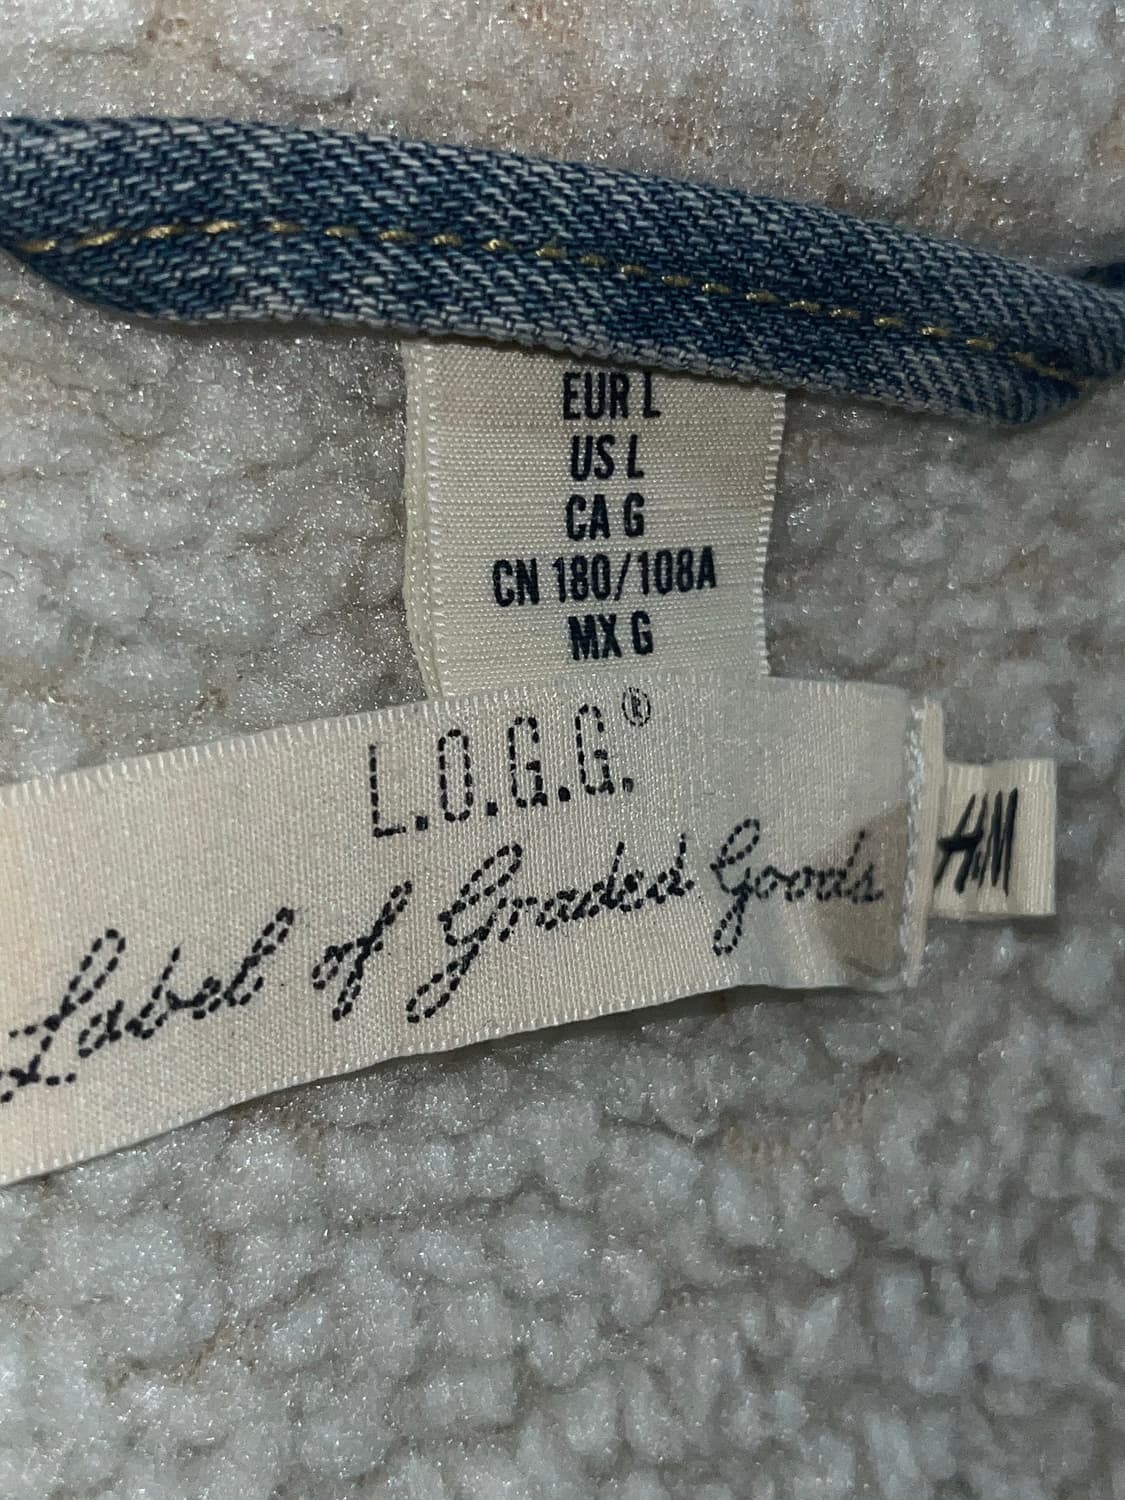 EUR L
US L
CA G
CN 180/108A
MX G
L.O.G.G.®
Label of Graded Goods
H&M